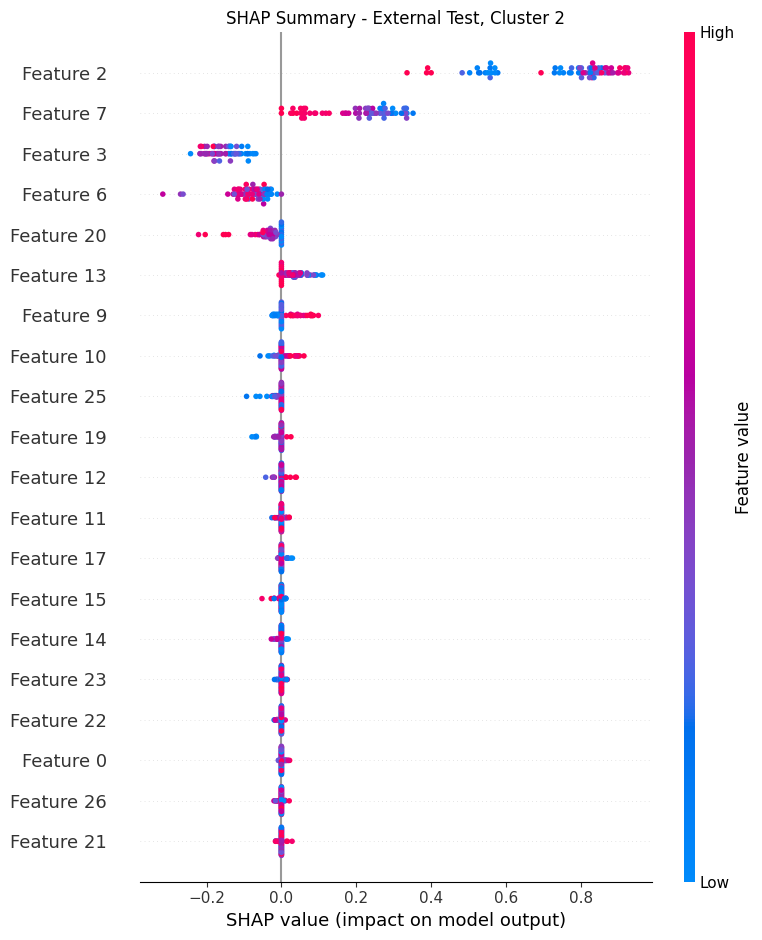 SHAP Summary - External Test, Cluster 2
High
Feature 2
Feature 7
Feature 3
Feature 6
Feature 20
Feature 13
Feature 9
Feature 10
Feature 25
Feature 19
Feature 12
Feature 11
Feature 17
Feature 15
Feature 14
Feature 23
Feature 22
Feature 0
Feature 26
Feature 21
Feature value
Low
−0.2 0.0 0.2 0.4 0.6 0.8
SHAP value (impact on model output)